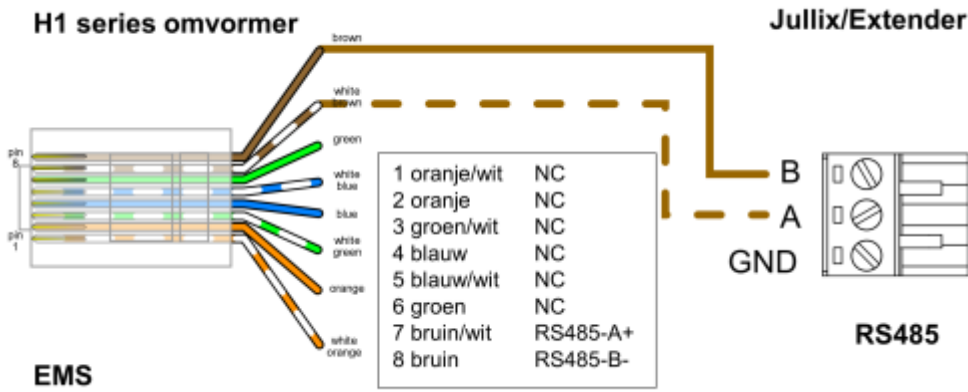 H1 series omvormer
Jullix/Extender
brown
white
brown
green
white
blue
blue
white
green
orange
white
orange
pin
8
pin
1
1 oranje/wit NC
2 oranje NC
3 groen/wit NC
4 blauw NC
5 blauw/wit NC
6 groen NC
7 bruin/wit RS485-A+
8 bruin RS485-B-
B
A
GND
RS485
EMS